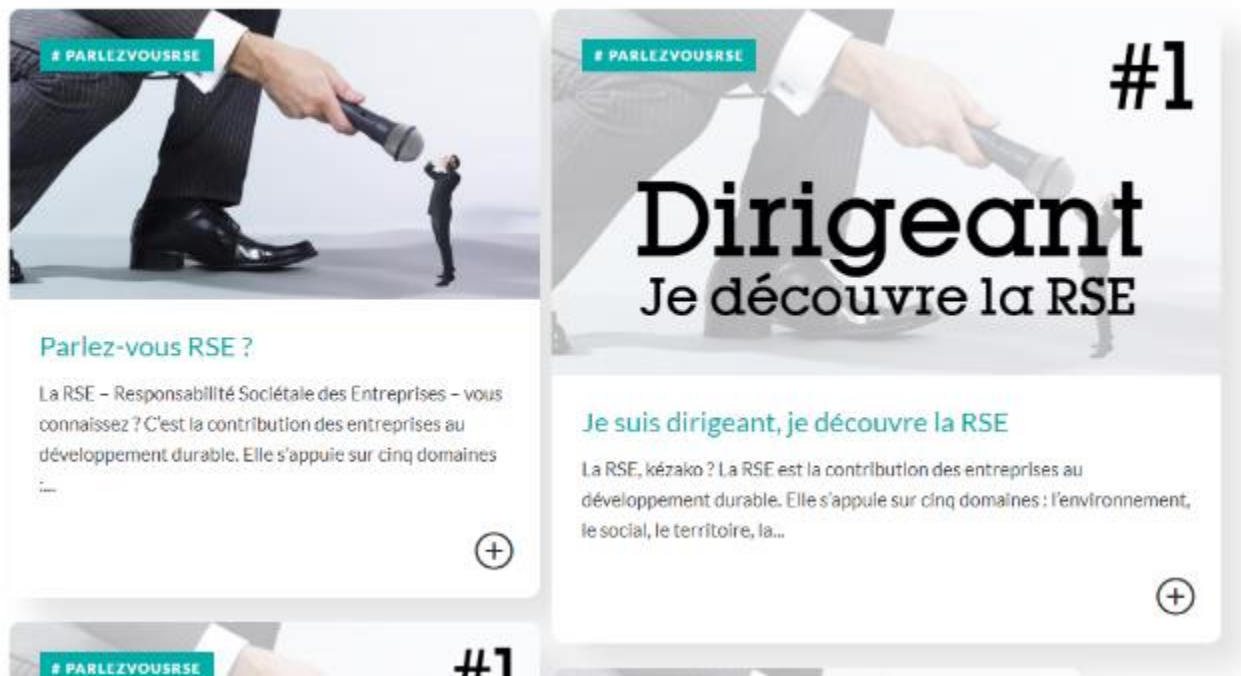 # PARLEZVOUSRSE
Parlez-vous RSE ?
La RSE – Responsabilité Sociétale des Entreprises – vous
connaissez ? C'est la contribution des entreprises au
développement durable. Elle s'appuie sur cinq domaines
:...
# PARLEZVOUSRSE
#1
Dirigeant
Je découvre la RSE
Je suis dirigeant, je découvre la RSE
La RSE, kézako ? La RSE est la contribution des entreprises au
développement durable. Elle s'appuie sur cinq domaines : l'environnement,
le social, le territoire, la...
# PARLEZVOUSRSE
#1